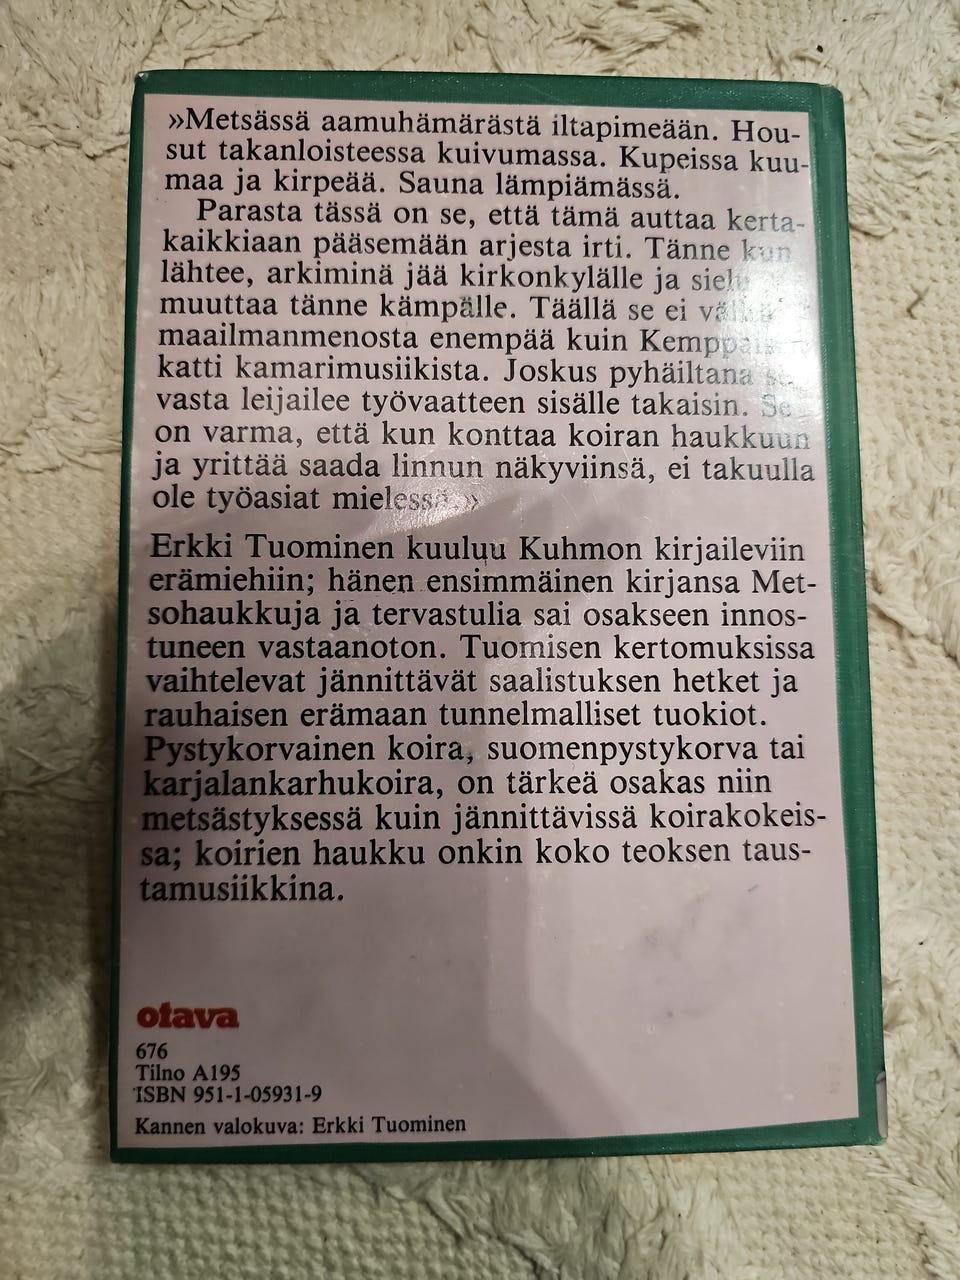 »Metsässä aamuhämärästä iltapimeään. Hou-
sut takanloisteessa kuivumassa. Kupeissa kuu-
maa ja kirpeää. Sauna lämpiämässä.
Parasta tässä on se, että tämä auttaa kerta-
kaikkiaan pääsemään arjesta irti. Tänne kun
lähtee, arkiminä jää kirkonkylälle ja
muuttaa tänne kämpälle. Täällä se ei
maailmanmenosta enempää kuin
katti kamarimusiikista. Joskus pyhäiltana
vasta leijailee työvaatteen sisälle takaisin. Se
on varma, että kun konttaa koiran haukkuun
ja yrittää saada linnun näkyviinsä, ei takuulla
ole työasiat mielessä.»
Erkki Tuominen kuuluu Kuhmon kirjaileviin
erämiehiin; hänen ensimmäinen kirjansa Met-
sohaukkuja ja tervastulia sai osakseen innos-
tuneen vastaanoton. Tuomisen kertomuksissa
vaihtelevat jännittävät saalistuksen hetket ja
rauhaisen erämaan tunnelmalliset tuokiot.
Pystykorvainen koira, suomenpystykorva tai
karjalankarhukoira, on tärkeä osakas niin
metsästyksessä kuin jännittävissä koirakokeis-
sa; koirien haukku onkin koko teoksen taus-
tamusiikkina.
otava
676
Tilno A195
ISBN 951-1-05931-9
Kannen valokuva: Erkki Tuominen